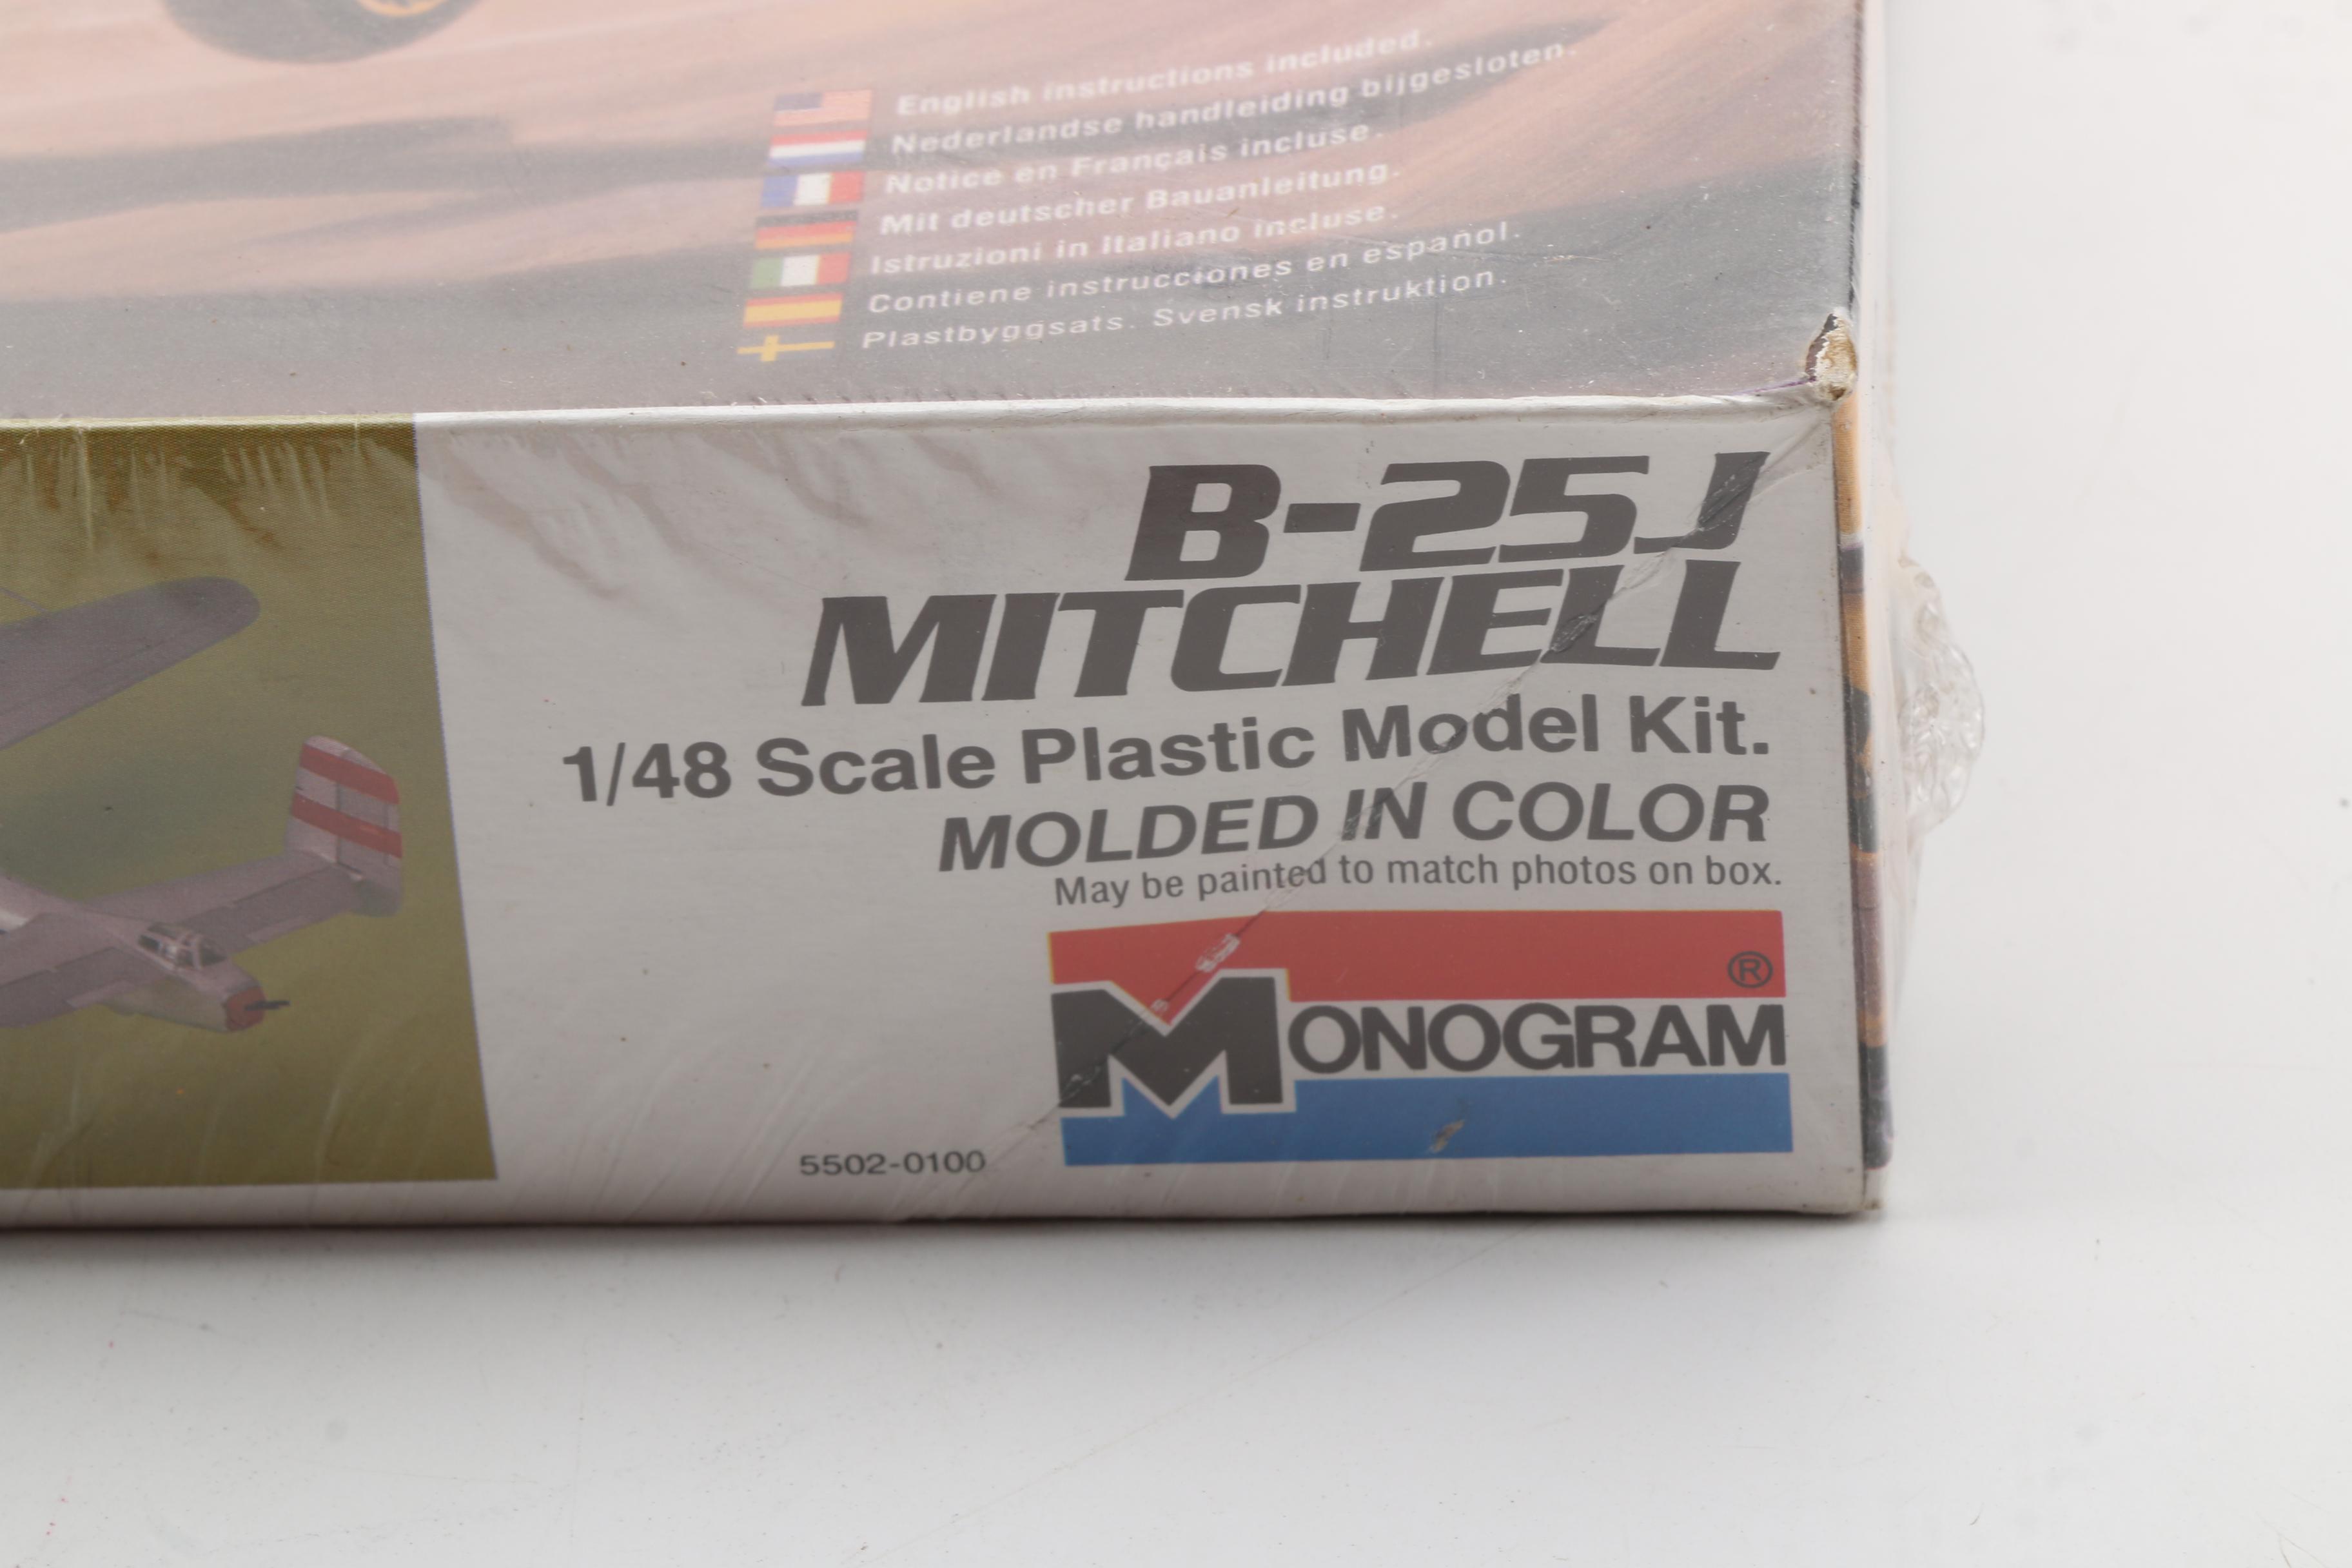 English instructions included.
Nederlandse handleiding bijgesloten.
Notice en Français incluse.
Mit deutscher Bauanleitung.
Istruzioni in Italiano incluse.
Contiene instrucciones en español.
Plastbyggsats. Svensk instruktion.
B-25J
MITCHELL
1/48 Scale Plastic Model Kit.
MOLDED IN COLOR
May be painted to match photos on box.
®
MONOGRAM
5502-0100